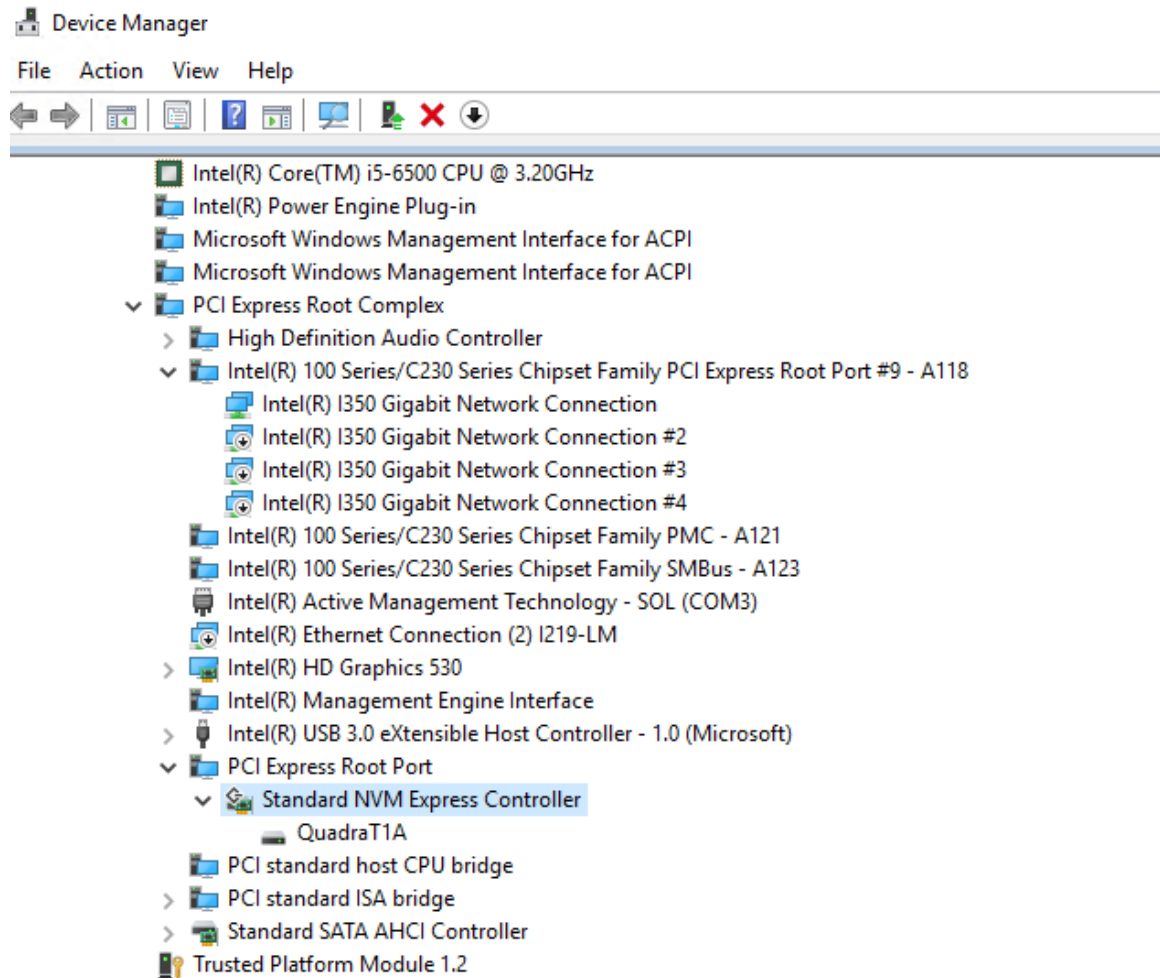 Device Manager
File Action View Help
Intel(R) Core(TM) i5-6500 CPU @ 3.20GHz
Intel(R) Power Engine Plug-in
Microsoft Windows Management Interface for ACPI
Microsoft Windows Management Interface for ACPI
PCI Express Root Complex
High Definition Audio Controller
Intel(R) 100 Series/C230 Series Chipset Family PCI Express Root Port #9 - A118
Intel(R) I350 Gigabit Network Connection
Intel(R) I350 Gigabit Network Connection #2
Intel(R) I350 Gigabit Network Connection #3
Intel(R) I350 Gigabit Network Connection #4
Intel(R) 100 Series/C230 Series Chipset Family PMC - A121
Intel(R) 100 Series/C230 Series Chipset Family SMBus - A123
Intel(R) Active Management Technology - SOL (COM3)
Intel(R) Ethernet Connection (2) I219-LM
Intel(R) HD Graphics 530
Intel(R) Management Engine Interface
Intel(R) USB 3.0 eXtensible Host Controller - 1.0 (Microsoft)
PCI Express Root Port
Standard NVM Express Controller
QuadraT1A
PCI standard host CPU bridge
PCI standard ISA bridge
Standard SATA AHCI Controller
Trusted Platform Module 1.2